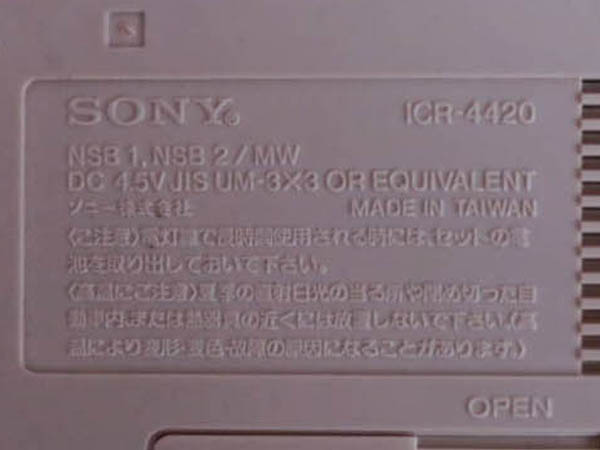 SONY®
ICR-4420
NSB 1, NSB 2/MW
DC 4.5V JIS UM-3×3 OR EQUIVALENT
ソニー株式会社 MADE IN TAIWAN
〈ご注意〉電灯線で長時間使用される時には、セットの電
池を取り出しておいて下さい。
〈高温にご注意〉夏季の直射日光の当る所や閉め切った自
動車内、または熱器具の近くには放置しないで下さい。(高
温により変形・変色・故障の原因になることがあります。)
OPEN